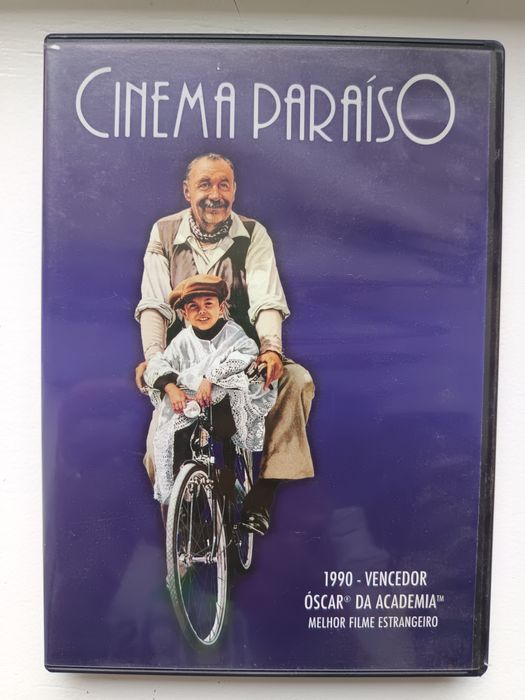 CINEMA PARAÍSO
1990 - VENCEDOR
ÓSCAR® DA ACADEMIA™
MELHOR FILME ESTRANGEIRO